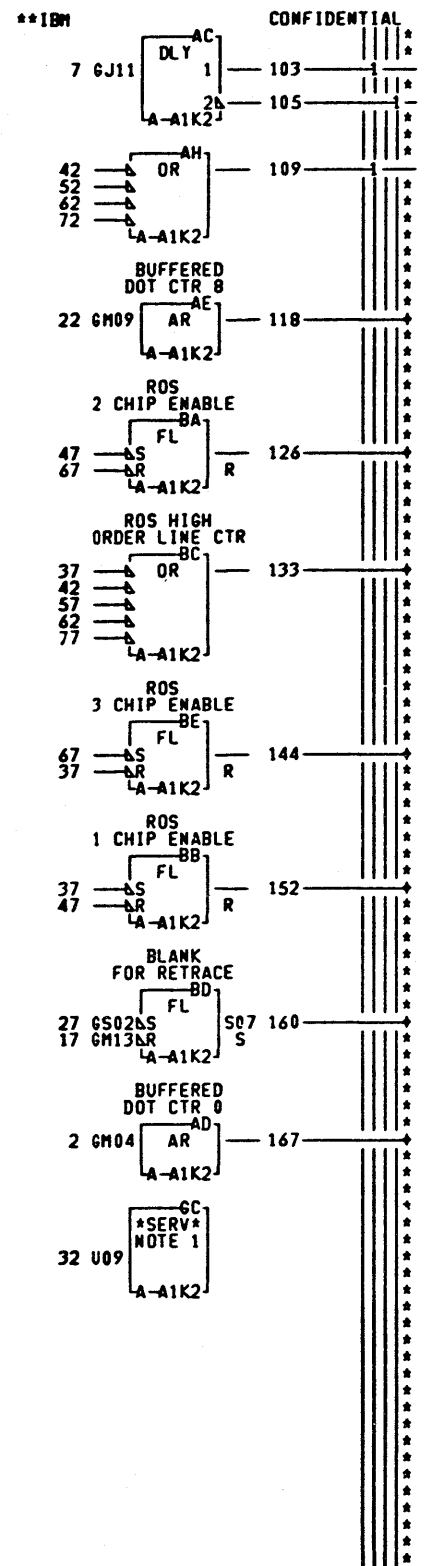 **IBM CONFIDENTIAL
AC
DLY
7 GJ11 1 103 1
2 105 1
A-A1K2
AH
42 OR 109 1
52
62
72
A-A1K2
BUFFERED
DOT CTR 8
AE
22 GM09 AR 118
A-A1K2
ROS
2 CHIP ENABLE
BA
FL
47 S 126
67 R R
A-A1K2
ROS HIGH
ORDER LINE CTR
BC
37 OR 133
42
57
62
77
A-A1K2
ROS
3 CHIP ENABLE
BE
FL
67 S 144
37 R R
A-A1K2
ROS
1 CHIP ENABLE
BB
FL
37 S 152
47 R R
A-A1K2
BLANK
FOR RETRACE
BD
FL
27 GS02 S S07 160
17 GM13 R S
A-A1K2
BUFFERED
DOT CTR 0
AD
2 GM04 AR 167
A-A1K2
GC
*SERV*
NOTE 1
32 U09
A-A1K2